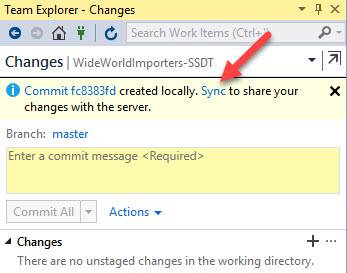 Team Explorer - Changes
Search Work Items (Ctrl+/)
Changes | WideWorldImporters-SSDT
Commit fc8383fd created locally. Sync to share your
changes with the server.
Branch: master
Enter a commit message <Required>
Commit All
Actions
Changes
There are no unstaged changes in the working directory.